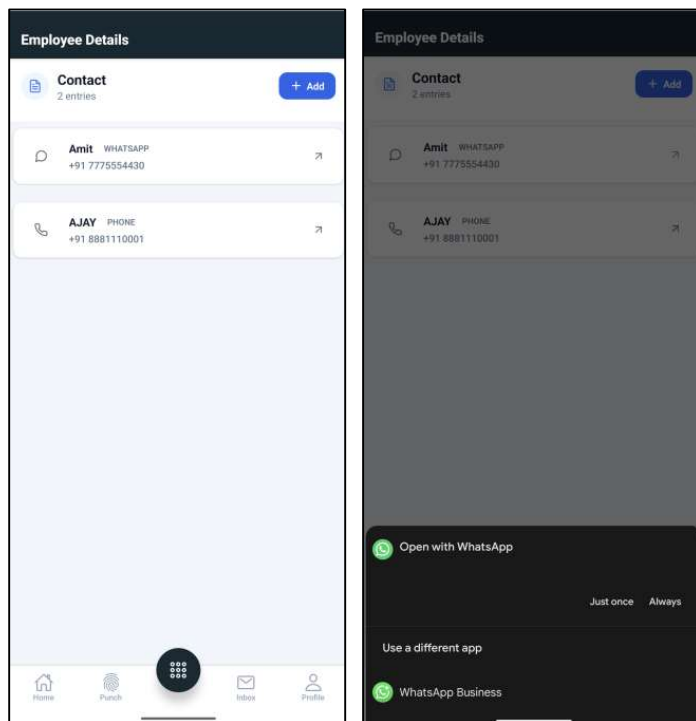 Employee Details
Contact
2 entries
+ Add
Amit WHATSAPP
+91 7775554430
AJAY PHONE
+91 8881110001
Home
Punch
Inbox
Profile
Employee Details
Contact
2 entries
+ Add
Amit WHATSAPP
+91 7775554430
AJAY PHONE
+91 8881110001
Open with WhatsApp
Just once Always
Use a different app
WhatsApp Business